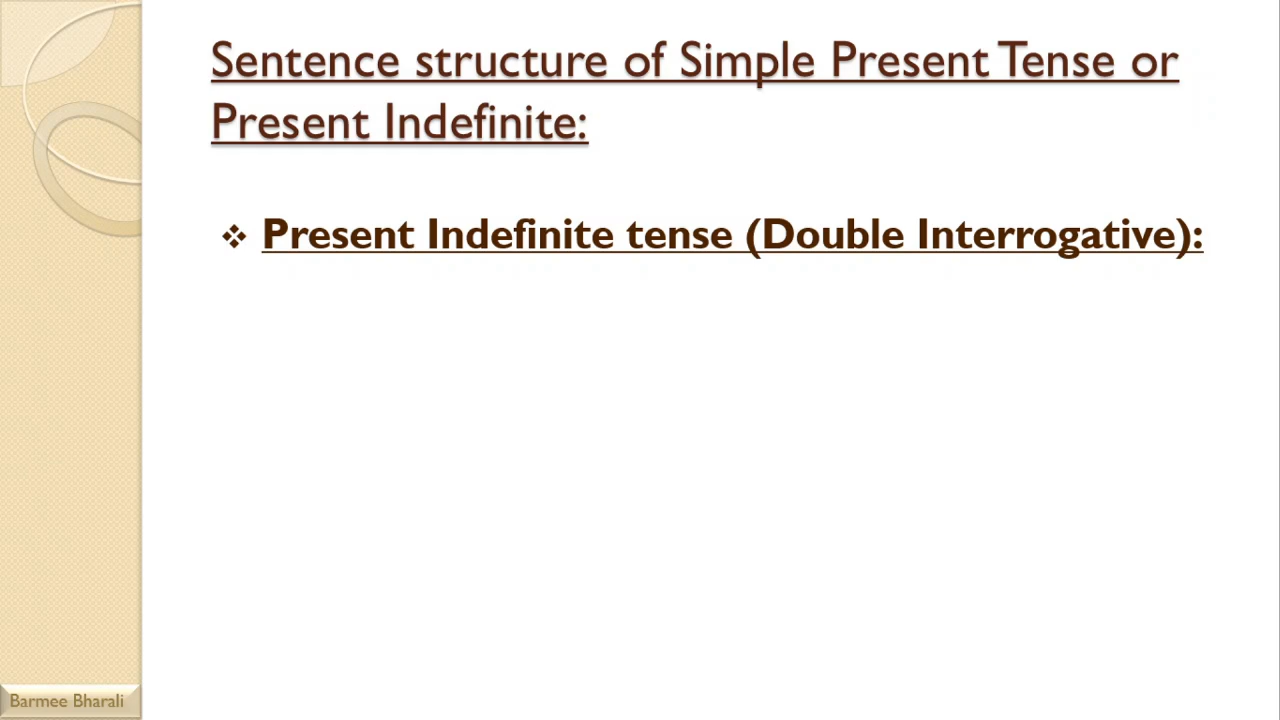 Sentence structure of Simple Present Tense or
Present Indefinite:
❖ Present Indefinite tense (Double Interrogative):
Barmee Bharali